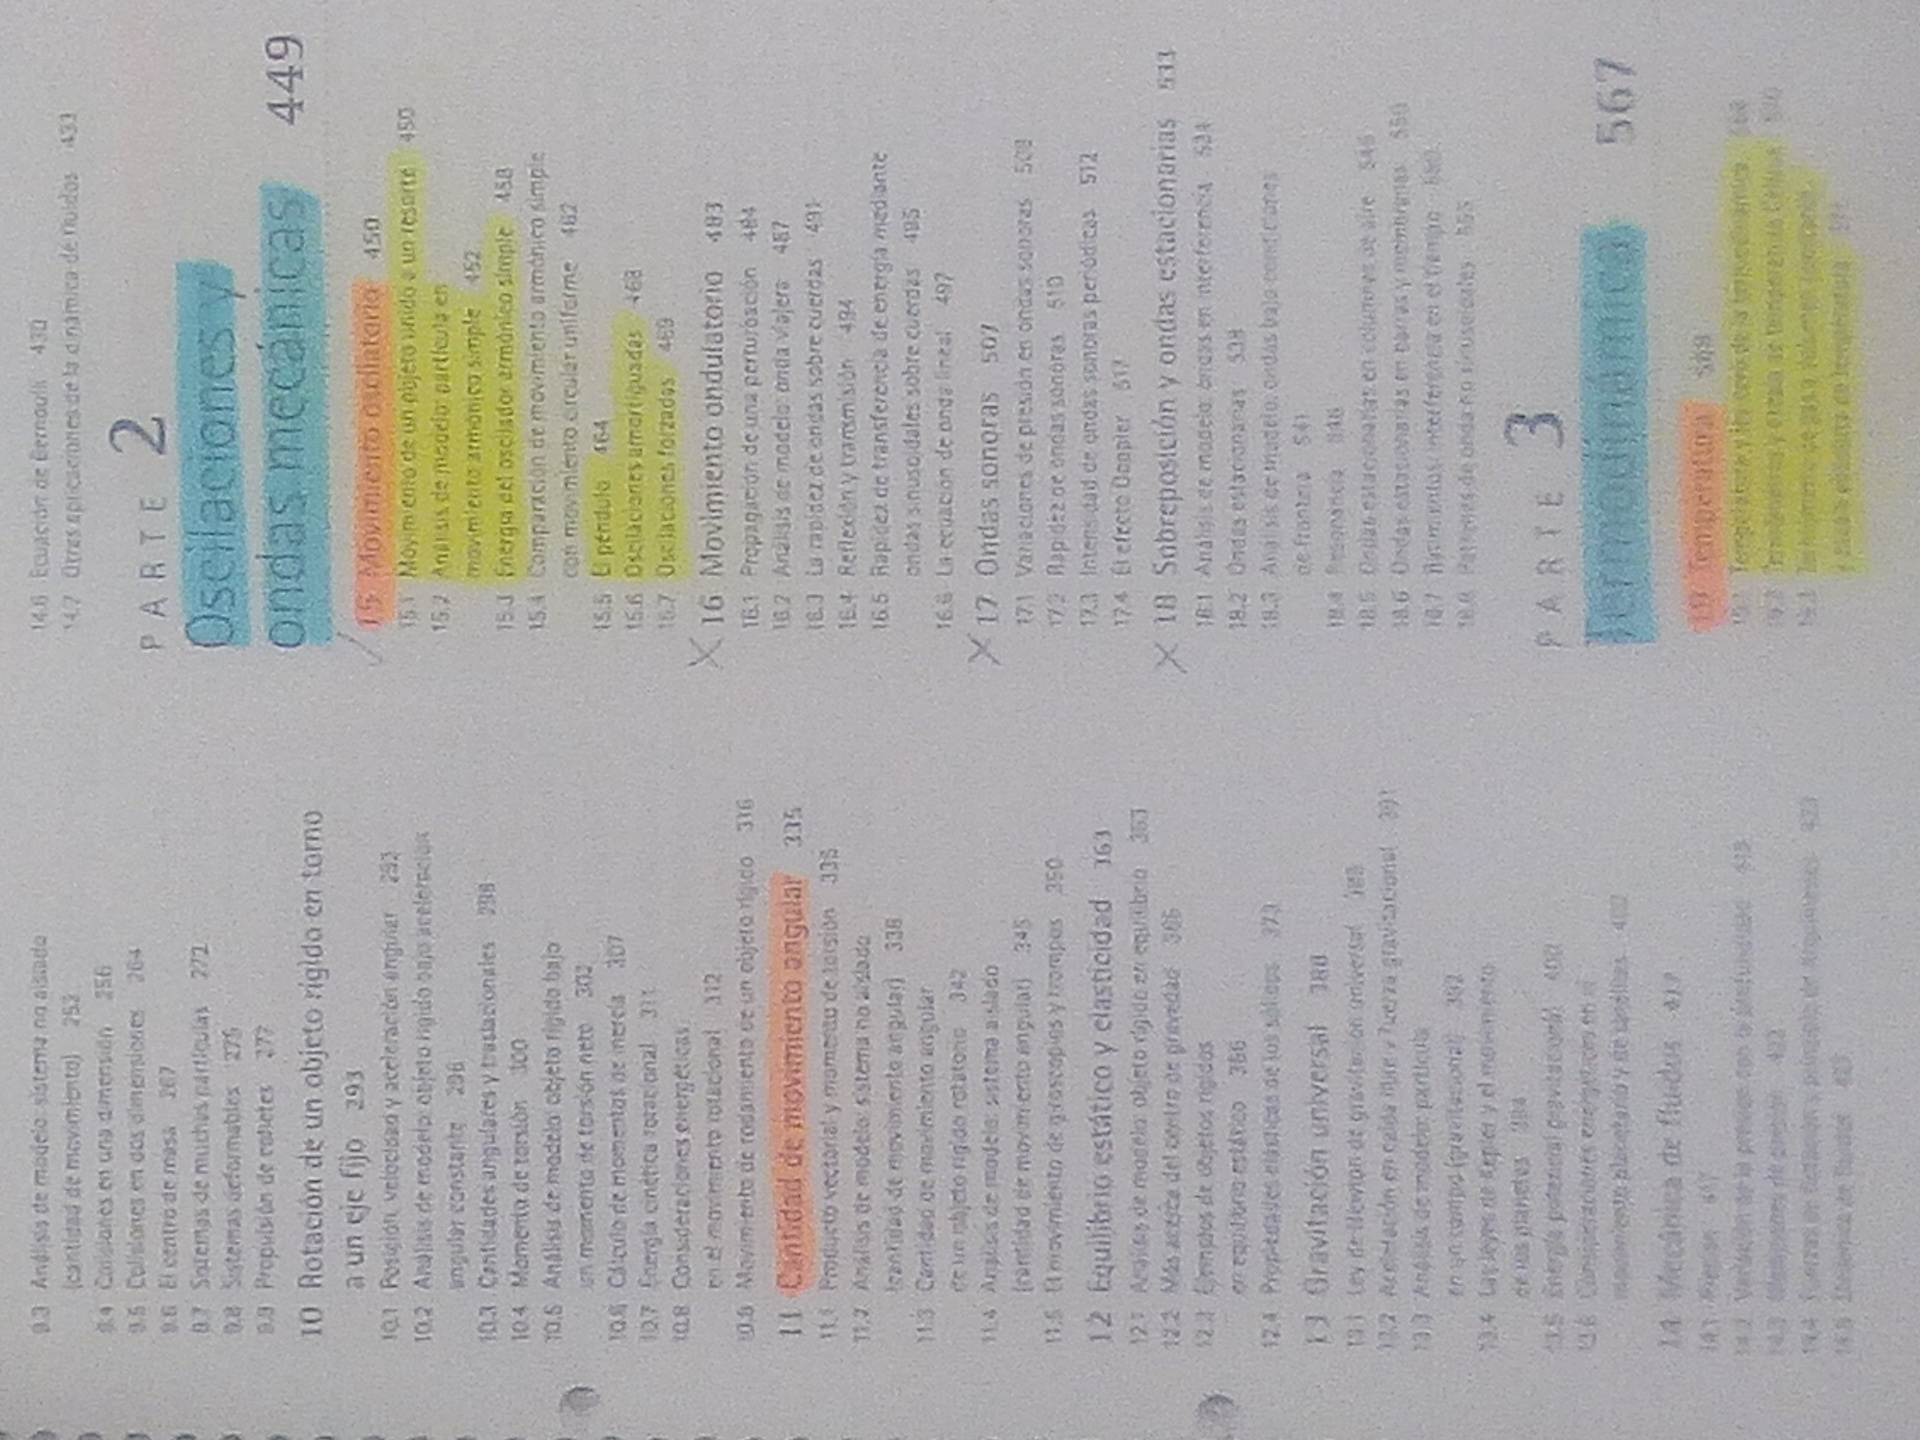 9.3 Análisis de modelo: sistema no aislado
(cantidad de movimiento) 253
9.4 Colisiones en una dimensión 256
9.5 Colisiones en dos dimensiones 264
9.6 El centro de masa 267
9.7 Sistemas de muchas partículas 272
9.8 Sistemas deformables 275
9.9 Propulsión de cohetes 277
10 Rotación de un objeto rígido en torno
a un eje fijo 293
10.1 Posición, velocidad y aceleración angular 293
10.2 Análisis de modelo: objeto rígido bajo aceleración
angular constante 296
10.3 Cantidades angulares y traslacionales 298
10.4 Momento de torsión 300
10.5 Análisis de modelo: objeto rígido bajo
un momento de torsión neto 302
10.6 Cálculo de momentos de inercia 307
10.7 Energía cinética rotacional 311
10.8 Consideraciones energéticas
en el movimiento rotacional 312
10.9 Movimiento de rodamiento de un objeto rígido 316
11 Cantidad de movimiento angular 335
11.1 Producto vectorial y momento de torsión 335
11.2 Análisis de modelo: sistema no aislado
(cantidad de movimiento angular) 338
11.3 Cantidad de movimiento angular
de un objeto rígido rotatorio 342
11.4 Análisis de modelo: sistema aislado
(cantidad de movimiento angular) 345
11.5 El movimiento de giroscopios y trompos 350
12 Equilibrio estático y elasticidad 363
12.1 Análisis de modelo: objeto rígido en equilibrio 363
12.2 Más acerca del centro de gravedad 365
12.3 Ejemplos de objetos rígidos
en equilibrio estático 366
12.4 Propiedades elásticas de los sólidos 373
13 Gravitación universal 388
13.1 Ley de Newton de gravitación universal 389
13.2 Aceleración en caída libre y fuerza gravitacional 391
13.3 Análisis de modelo: partícula
en un campo (gravitacional) 392
13.4 Las leyes de Kepler y el movimiento
de los planetas 394
13.5 Energía potencial gravitacional 400
13.6 Consideraciones energéticas en el
movimiento planetario y de satélites 402
14 Mecánica de fluidos 417
14.1 Presión 417
14.2 Variación de la presión con la profundidad 419
14.3 Mediciones de presión
14.4 Fuerzas de flotación y principio de Arquímedes 423
14.5 Dinámica de fluidos
14.6 Ecuación de Bernoulli 430
14.7 Otras aplicaciones de la dinámica de fluidos 433
PARTE 2
Oscilaciones y
ondas mecánicas 449
15 Movimiento oscilatorio 450
15.1 Movimiento de un objeto unido a un resorte 450
15.2 Análisis de modelo: partícula en
movimiento armónico simple 452
15.3 Energía del oscilador armónico simple 458
15.4 Comparación de movimiento armónico simple
con movimiento circular uniforme 462
15.5 El péndulo 464
15.6 Oscilaciones amortiguadas 468
15.7 Oscilaciones forzadas 469
X 16 Movimiento ondulatorio 483
16.1 Propagación de una perturbación 484
16.2 Análisis de modelo: onda viajera 487
16.3 La rapidez de ondas sobre cuerdas 491
16.4 Reflexión y transmisión 494
16.5 Rapidez de transferencia de energía mediante
ondas sinusoidales sobre cuerdas 495
16.6 La ecuación de onda lineal 497
X 17 Ondas sonoras 507
17.1 Variaciones de presión en ondas sonoras 508
17.2 Rapidez de ondas sonoras 510
17.3 Intensidad de ondas sonoras periódicas 512
17.4 El efecto Doppler 517
X 18 Sobreposición y ondas estacionarias 533
18.1 Análisis de modelo: ondas en interferencia 534
18.2 Ondas estacionarias 538
18.3 Análisis de modelo: ondas bajo condiciones
de frontera 541
18.4 Resonancia 546
18.5 Ondas estacionarias en columnas de aire 546
18.6 Ondas estacionarias en barras y membranas 550
18.7 Batimientos: interferencia en el tiempo 550
18.8 Patrones de onda no sinusoidales 553
PARTE 3
Termodinámica 567
19 Temperatura 568
19.1 Temperatura y ley cero de la termodinámica 568
19.2 Termómetros y escala de temperatura Celsius 570
19.3 Termómetro de gas a volumen constante
y escala absoluta de temperatura 571